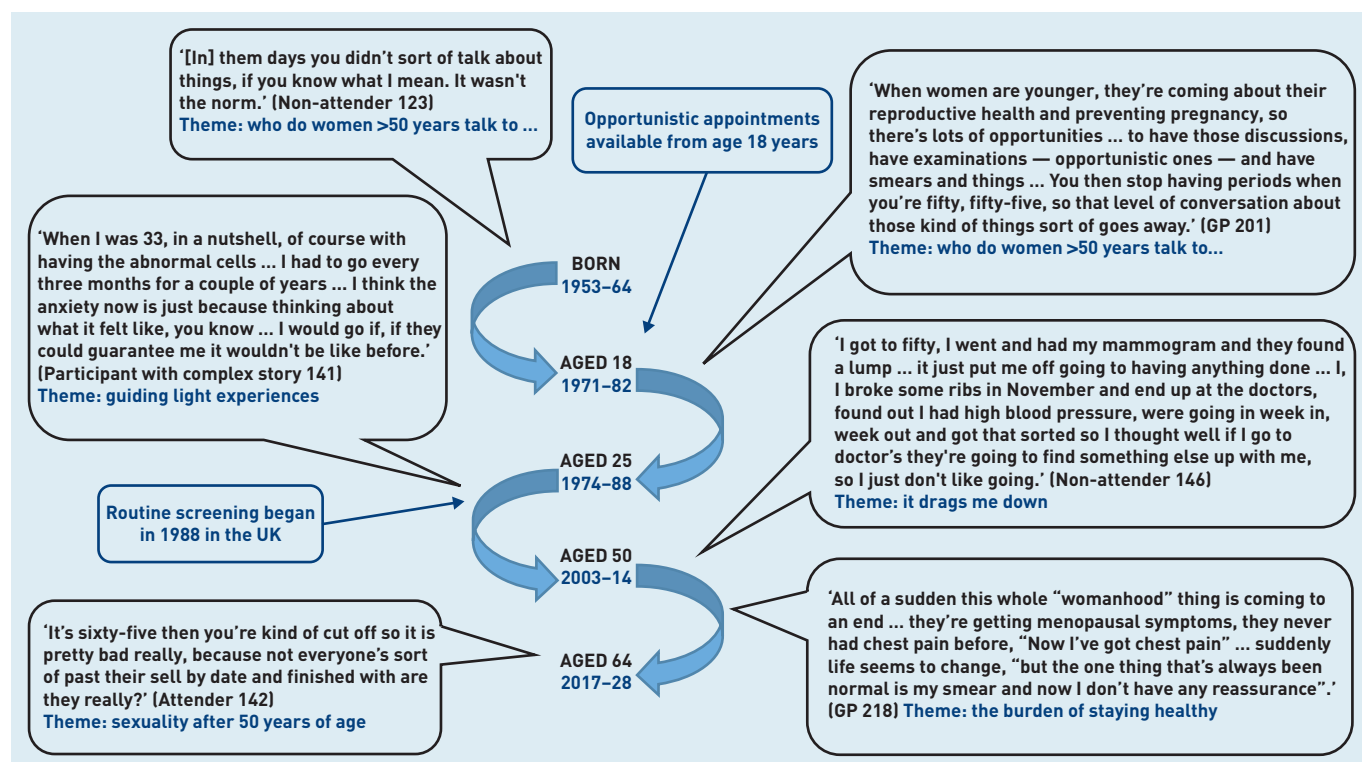 ‘[In] them days you didn’t sort of talk about
things, if you know what I mean. It wasn't
the norm.’ (Non-attender 123)
Theme: who do women >50 years talk to ...
Opportunistic appointments
available from age 18 years
‘When women are younger, they’re coming about their
reproductive health and preventing pregnancy, so
there’s lots of opportunities ... to have those discussions,
have examinations — opportunistic ones — and have
smears and things ... You then stop having periods when
you’re fifty, fifty-five, so that level of conversation about
those kind of things sort of goes away.’ (GP 201)
Theme: who do women >50 years talk to...
‘When I was 33, in a nutshell, of course with
having the abnormal cells ... I had to go every
three months for a couple of years ... I think the
anxiety now is just because thinking about
what it felt like, you know ... I would go if, if they
could guarantee me it wouldn't be like before.’
(Participant with complex story 141)
Theme: guiding light experiences
BORN
1953–64
AGED 18
1971–82
‘I got to fifty, I went and had my mammogram and they found
a lump ... it just put me off going to having anything done ... I,
I broke some ribs in November and end up at the doctors,
found out I had high blood pressure, were going in week in,
week out and got that sorted so I thought well if I go to
doctor’s they're going to find something else up with me,
so I just don't like going.’ (Non-attender 146)
Theme: it drags me down
AGED 25
1974–88
Routine screening began
in 1988 in the UK
AGED 50
2003–14
‘It’s sixty-five then you’re kind of cut off so it is
pretty bad really, because not everyone’s sort
of past their sell by date and finished with are
they really?’ (Attender 142)
Theme: sexuality after 50 years of age
AGED 64
2017–28
‘All of a sudden this whole “womanhood” thing is coming to
an end ... they’re getting menopausal symptoms, they never
had chest pain before, “Now I’ve got chest pain” ... suddenly
life seems to change, “but the one thing that’s always been
normal is my smear and now I don’t have any reassurance”.’
(GP 218) Theme: the burden of staying healthy